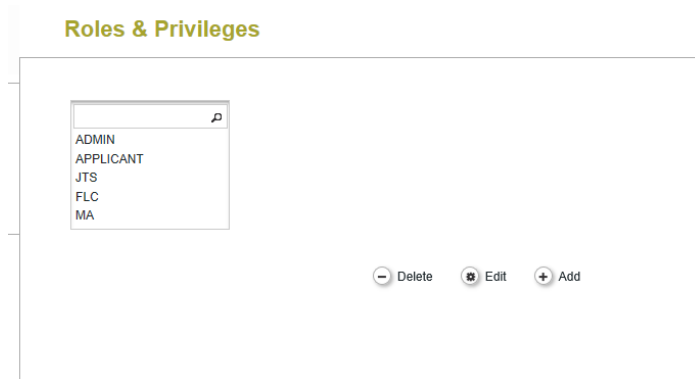 Roles & Privileges
ADMIN
APPLICANT
JTS
FLC
MA
Delete Edit Add